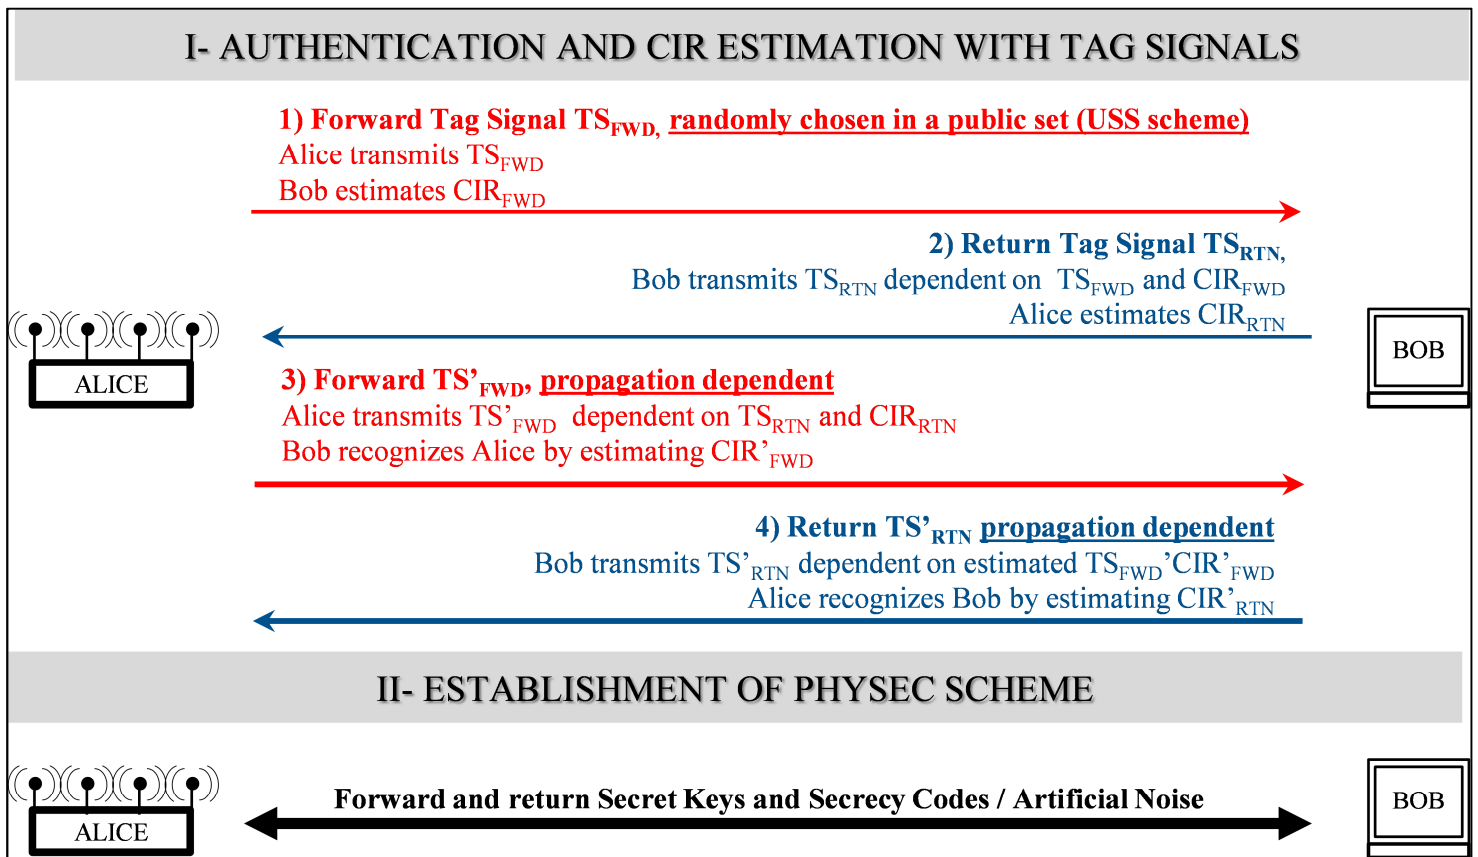 I- AUTHENTICATION AND CIR ESTIMATION WITH TAG SIGNALS
1) Forward Tag Signal TSFWD, randomly chosen in a public set (USS scheme)
Alice transmits TSFWD
Bob estimates CIRFWD
2) Return Tag Signal TSRTN,
Bob transmits TSRTN dependent on TSFWD and CIRFWD
Alice estimates CIRRTN
ALICE
BOB
3) Forward TS’FWD, propagation dependent
Alice transmits TS’FWD dependent on TSRTN and CIRRTN
Bob recognizes Alice by estimating CIR’FWD
4) Return TS’RTN propagation dependent
Bob transmits TS’RTN dependent on estimated TSFWD’CIR’FWD
Alice recognizes Bob by estimating CIR’RTN
II- ESTABLISHMENT OF PHYSEC SCHEME
Forward and return Secret Keys and Secrecy Codes / Artificial Noise
ALICE
BOB